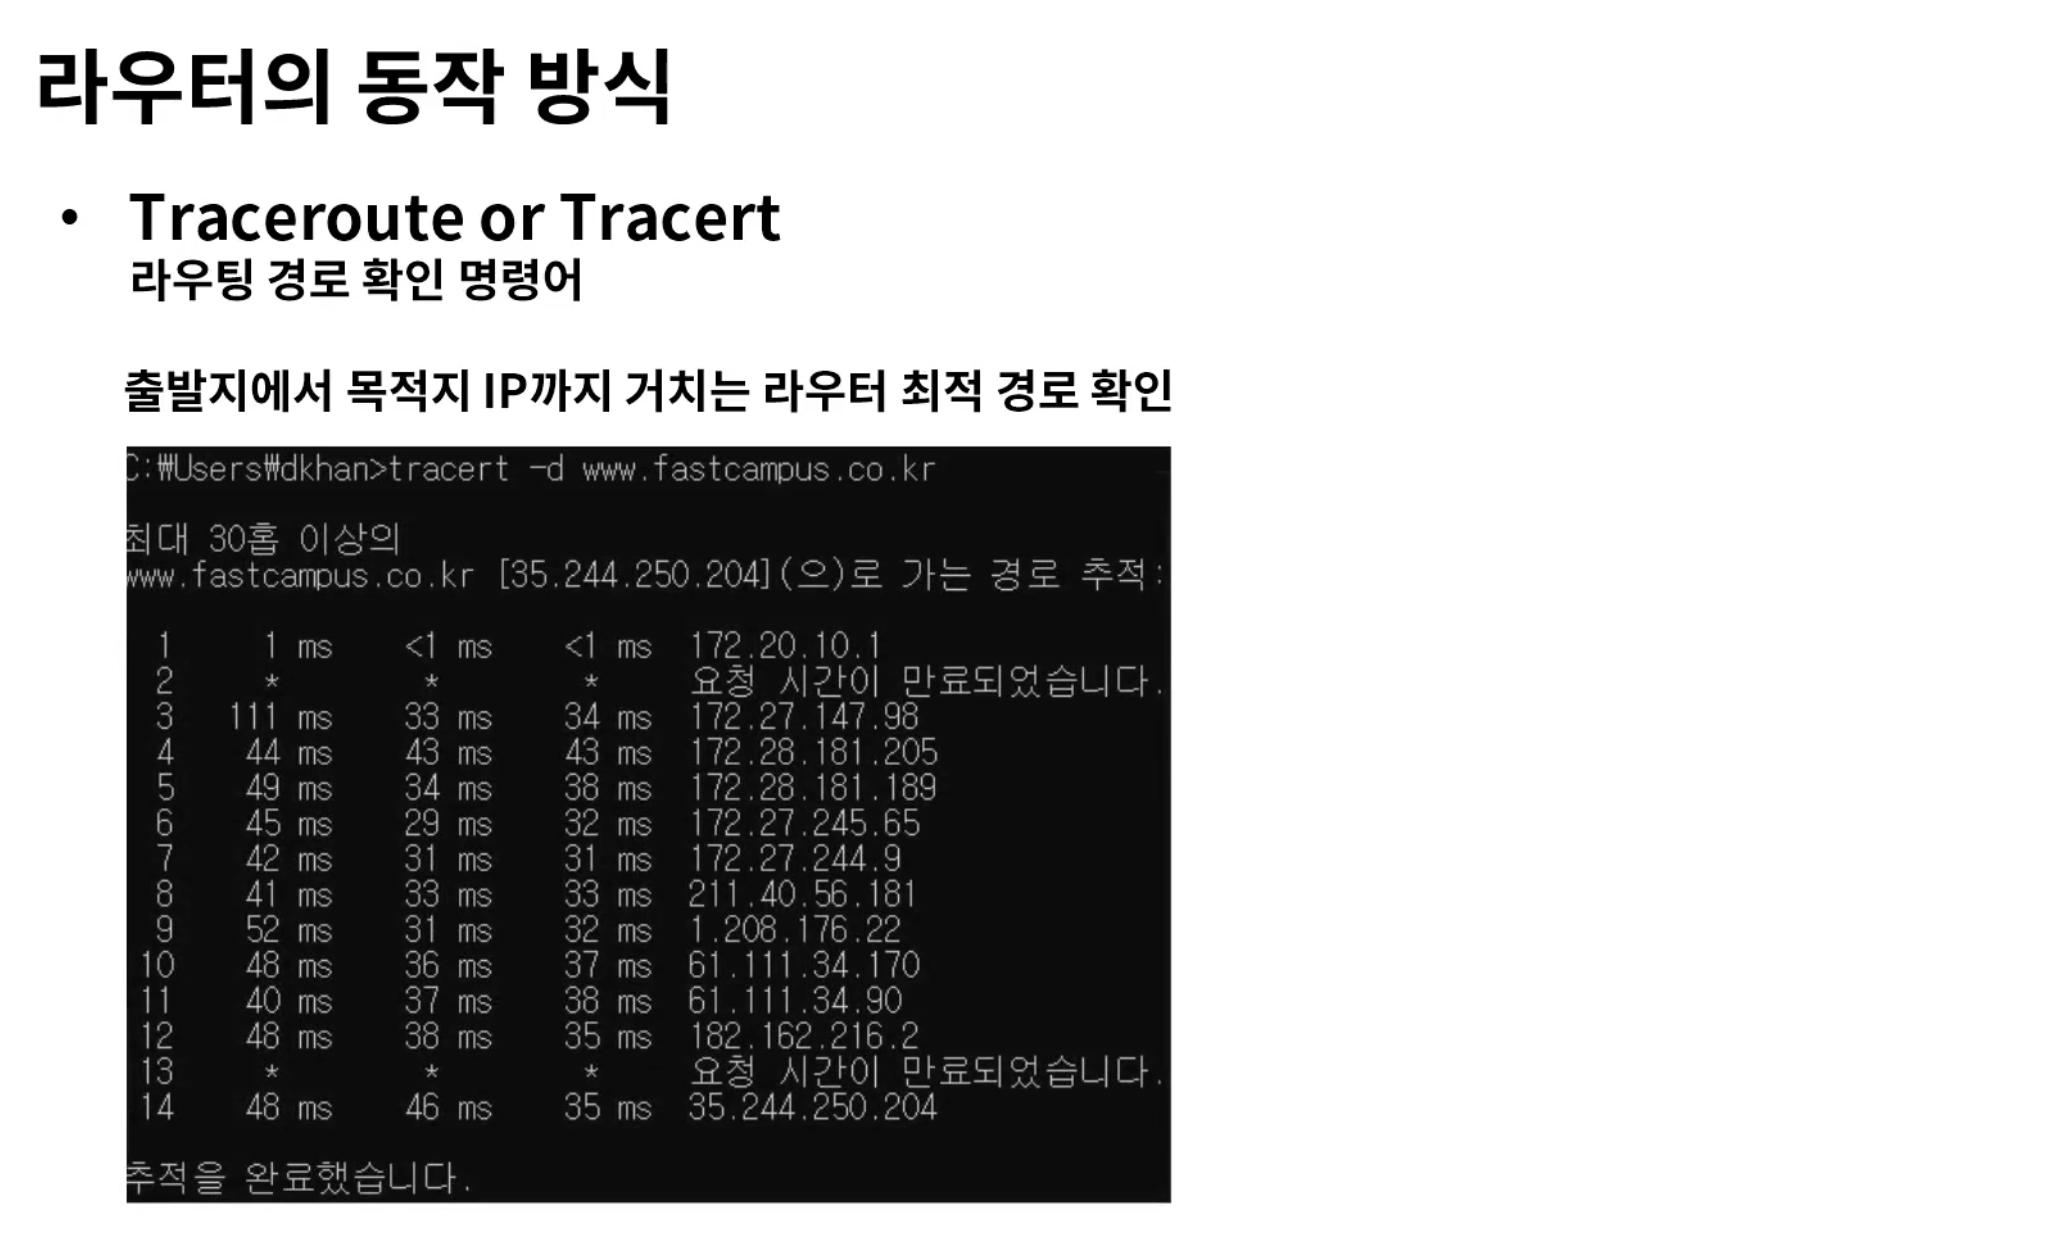 라우터의 동작 방식
• Traceroute or Tracert
라우팅 경로 확인 명령어
출발지에서 목적지 IP까지 거치는 라우터 최적 경로 확인
C:₩Users₩dkhan>tracert -d www.fastcampus.co.kr
최대 30홉 이상의
www.fastcampus.co.kr [35.244.250.204](으)로 가는 경로 추적:
1 1 ms <1 ms <1 ms 172.20.10.1
2 * * * 요청 시간이 만료되었습니다.
3 111 ms 33 ms 34 ms 172.27.147.98
4 44 ms 43 ms 43 ms 172.28.181.205
5 49 ms 34 ms 38 ms 172.28.181.189
6 45 ms 29 ms 32 ms 172.27.245.65
7 42 ms 31 ms 31 ms 172.27.244.9
8 41 ms 33 ms 33 ms 211.40.56.181
9 52 ms 31 ms 32 ms 1.208.176.22
10 48 ms 36 ms 37 ms 61.111.34.170
11 40 ms 37 ms 38 ms 61.111.34.90
12 48 ms 38 ms 35 ms 182.162.216.2
13 * * * 요청 시간이 만료되었습니다.
14 48 ms 46 ms 35 ms 35.244.250.204
추적을 완료했습니다.